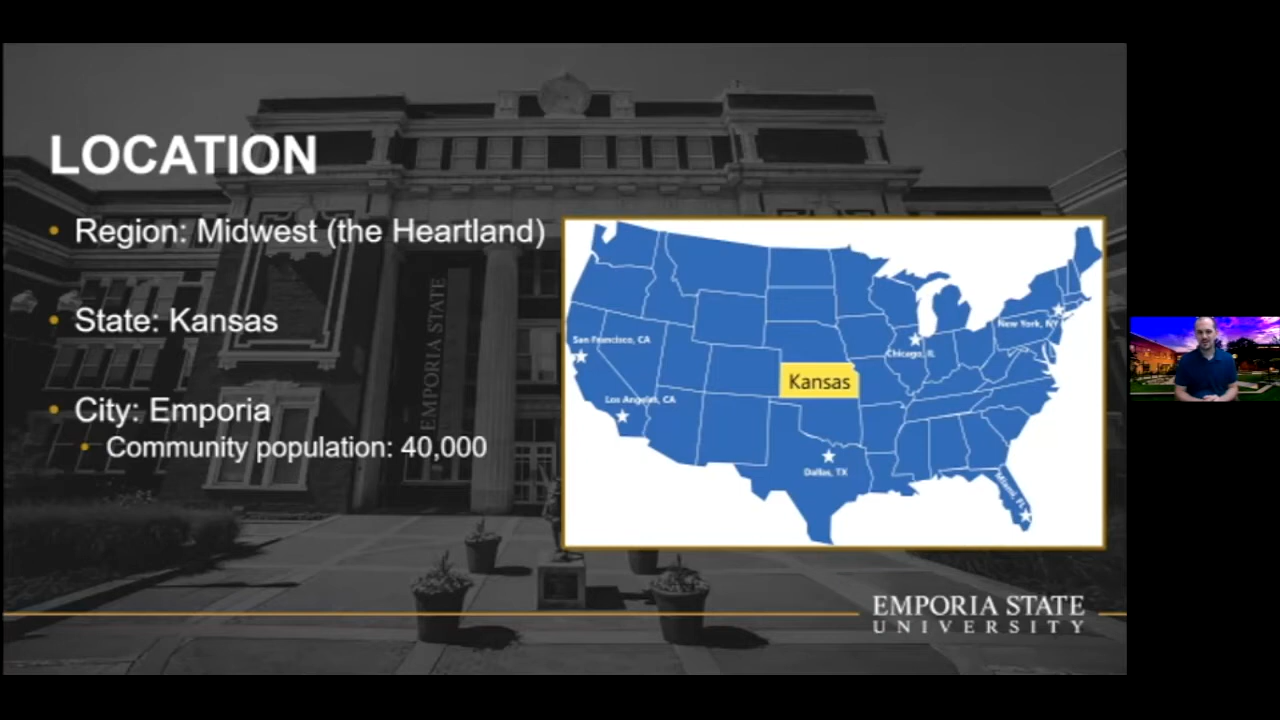 LOCATION
• Region: Midwest (the Heartland)
• State: Kansas
• City: Emporia
• Community population: 40,000
EMPORIA STATE
San Francisco, CA
Los Angeles, CA
Kansas
Dallas, TX
Chicago, IL
New York, NY
Miami, FL
EMPORIA STATE
UNIVERSITY